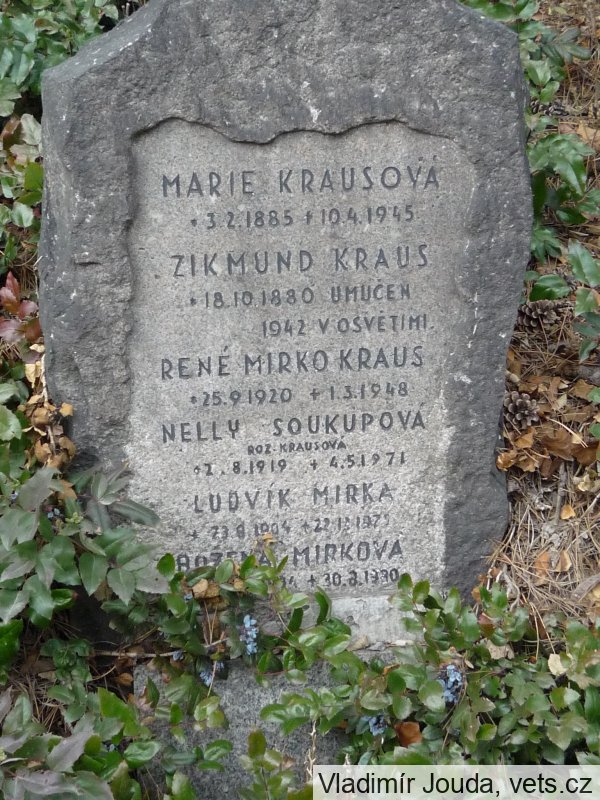 MARIE KRAUSOVÁ
* 3.2.1885 + 10.4.1945
ZIKMUND KRAUS
* 18.10.1880 UMUČEN
1942 V OSVĚTIMI.
RENÉ MIRKO KRAUS
* 25.9.1920 + 1.3.1948
NELLY SOUKUPOVÁ
ROZ. KRAUSOVÁ
8.1919 + 4.5.1971
LUDVÍK MIRKA
MIRKOVÁ
Vladimír Jouda, vets.cz